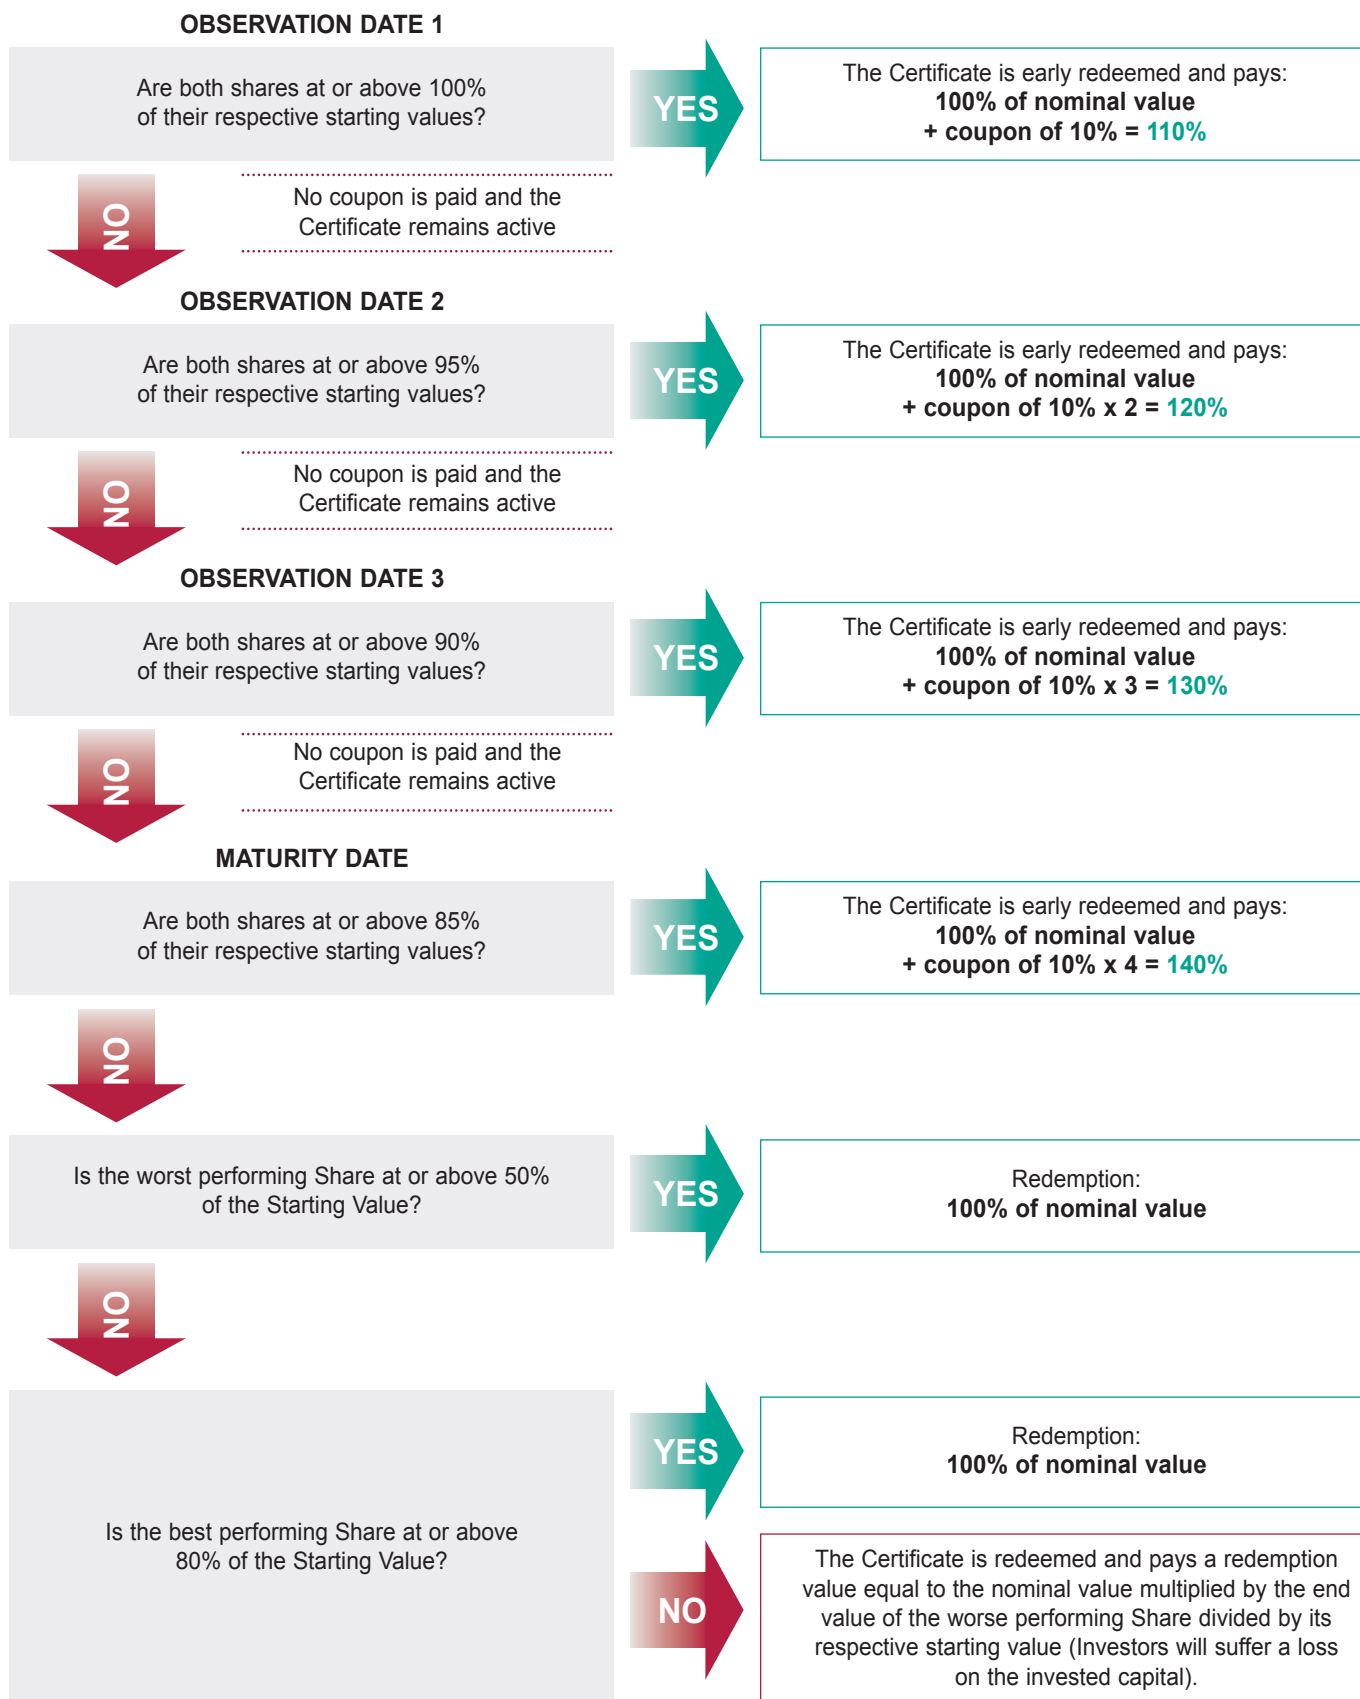 OBSERVATION DATE 1
Are both shares at or above 100%
of their respective starting values?
YES
The Certificate is early redeemed and pays:
100% of nominal value
+ coupon of 10% = 110%
NO
No coupon is paid and the
Certificate remains active
OBSERVATION DATE 2
Are both shares at or above 95%
of their respective starting values?
YES
The Certificate is early redeemed and pays:
100% of nominal value
+ coupon of 10% x 2 = 120%
NO
No coupon is paid and the
Certificate remains active
OBSERVATION DATE 3
Are both shares at or above 90%
of their respective starting values?
YES
The Certificate is early redeemed and pays:
100% of nominal value
+ coupon of 10% x 3 = 130%
NO
No coupon is paid and the
Certificate remains active
MATURITY DATE
Are both shares at or above 85%
of their respective starting values?
YES
The Certificate is early redeemed and pays:
100% of nominal value
+ coupon of 10% x 4 = 140%
NO
Is the worst performing Share at or above 50%
of the Starting Value?
YES
Redemption:
100% of nominal value
NO
Is the best performing Share at or above
80% of the Starting Value?
YES
Redemption:
100% of nominal value
NO
The Certificate is redeemed and pays a redemption
value equal to the nominal value multiplied by the end
value of the worse performing Share divided by its
respective starting value (Investors will suffer a loss
on the invested capital).